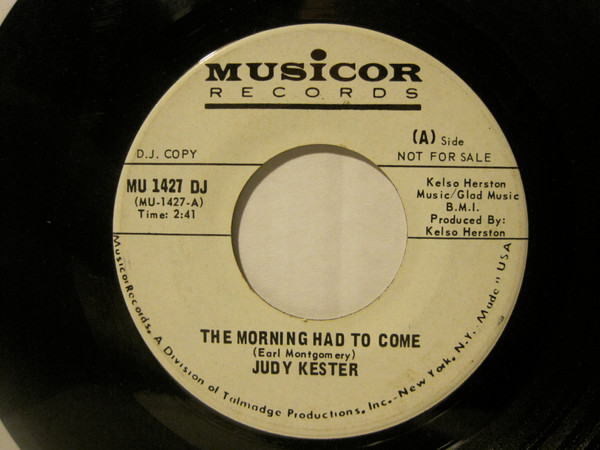 MUSICOR
RECORDS
(A) Side
D.J. COPY
NOT FOR SALE
MU 1427 DJ
(MU-1427-A)
Time: 2:41
Kelso Herston
Music/Glad Music
B.M.I.
Produced By:
Kelso Herston
THE MORNING HAD TO COME
(Earl Montgomery)
JUDY KESTER
Musicor Records, A Division of Talmadge Productions, Inc.-New York, N.Y. Made in USA